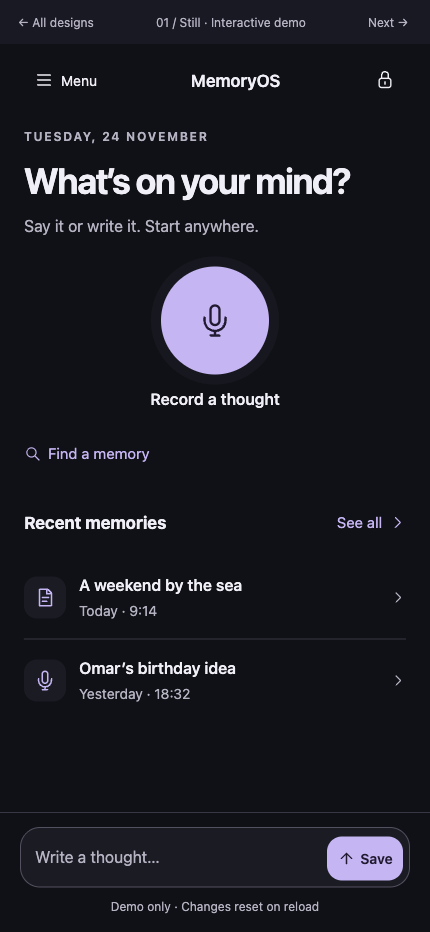 ← All designs
01 / Still · Interactive demo
Next →
Menu
MemoryOS
TUESDAY, 24 NOVEMBER
What's on your mind?
Say it or write it. Start anywhere.
Record a thought
Find a memory
Recent memories
See all
A weekend by the sea
Today · 9:14
Omar's birthday idea
Yesterday · 18:32
Write a thought...
Save
Demo only · Changes reset on reload